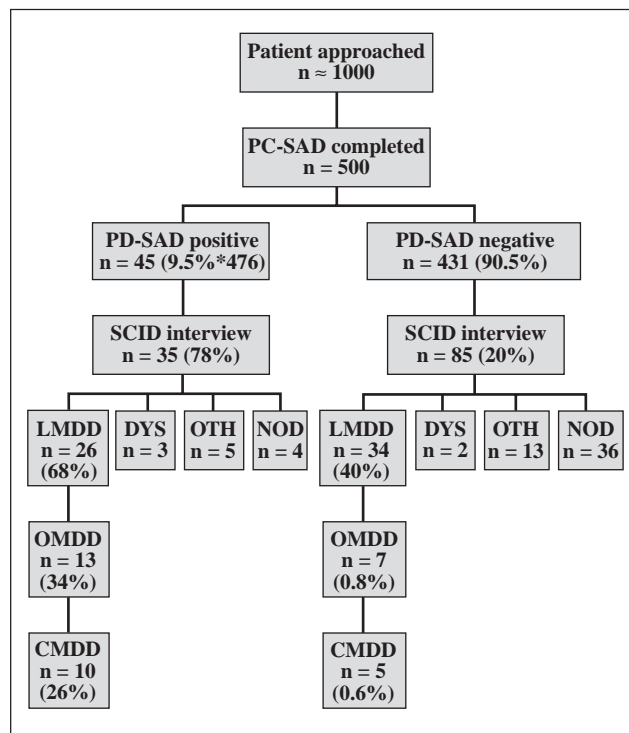 Patient approached
n ≈ 1000
PC-SAD completed
n = 500
PD-SAD positive
n = 45 (9.5%*476)
PD-SAD negative
n = 431 (90.5%)
SCID interview
n = 35 (78%)
SCID interview
n = 85 (20%)
LMDD
n = 26
(68%)
DYS
n = 3
OTH
n = 5
NOD
n = 4
LMDD
n = 34
(40%)
DYS
n = 2
OTH
n = 13
NOD
n = 36
OMDD
n = 13
(34%)
OMDD
n = 7
(0.8%)
CMDD
n = 10
(26%)
CMDD
n = 5
(0.6%)